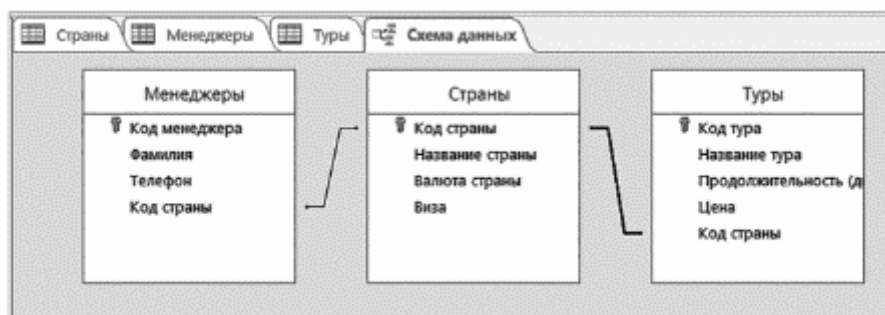 Страны Менеджеры Туры Схема данных
Менеджеры
Код менеджера
Фамилия
Телефон
Код страны
Страны
Код страны
Название страны
Валюта страны
Виза
Туры
Код тура
Название тура
Продолжительность (д
Цена
Код страны